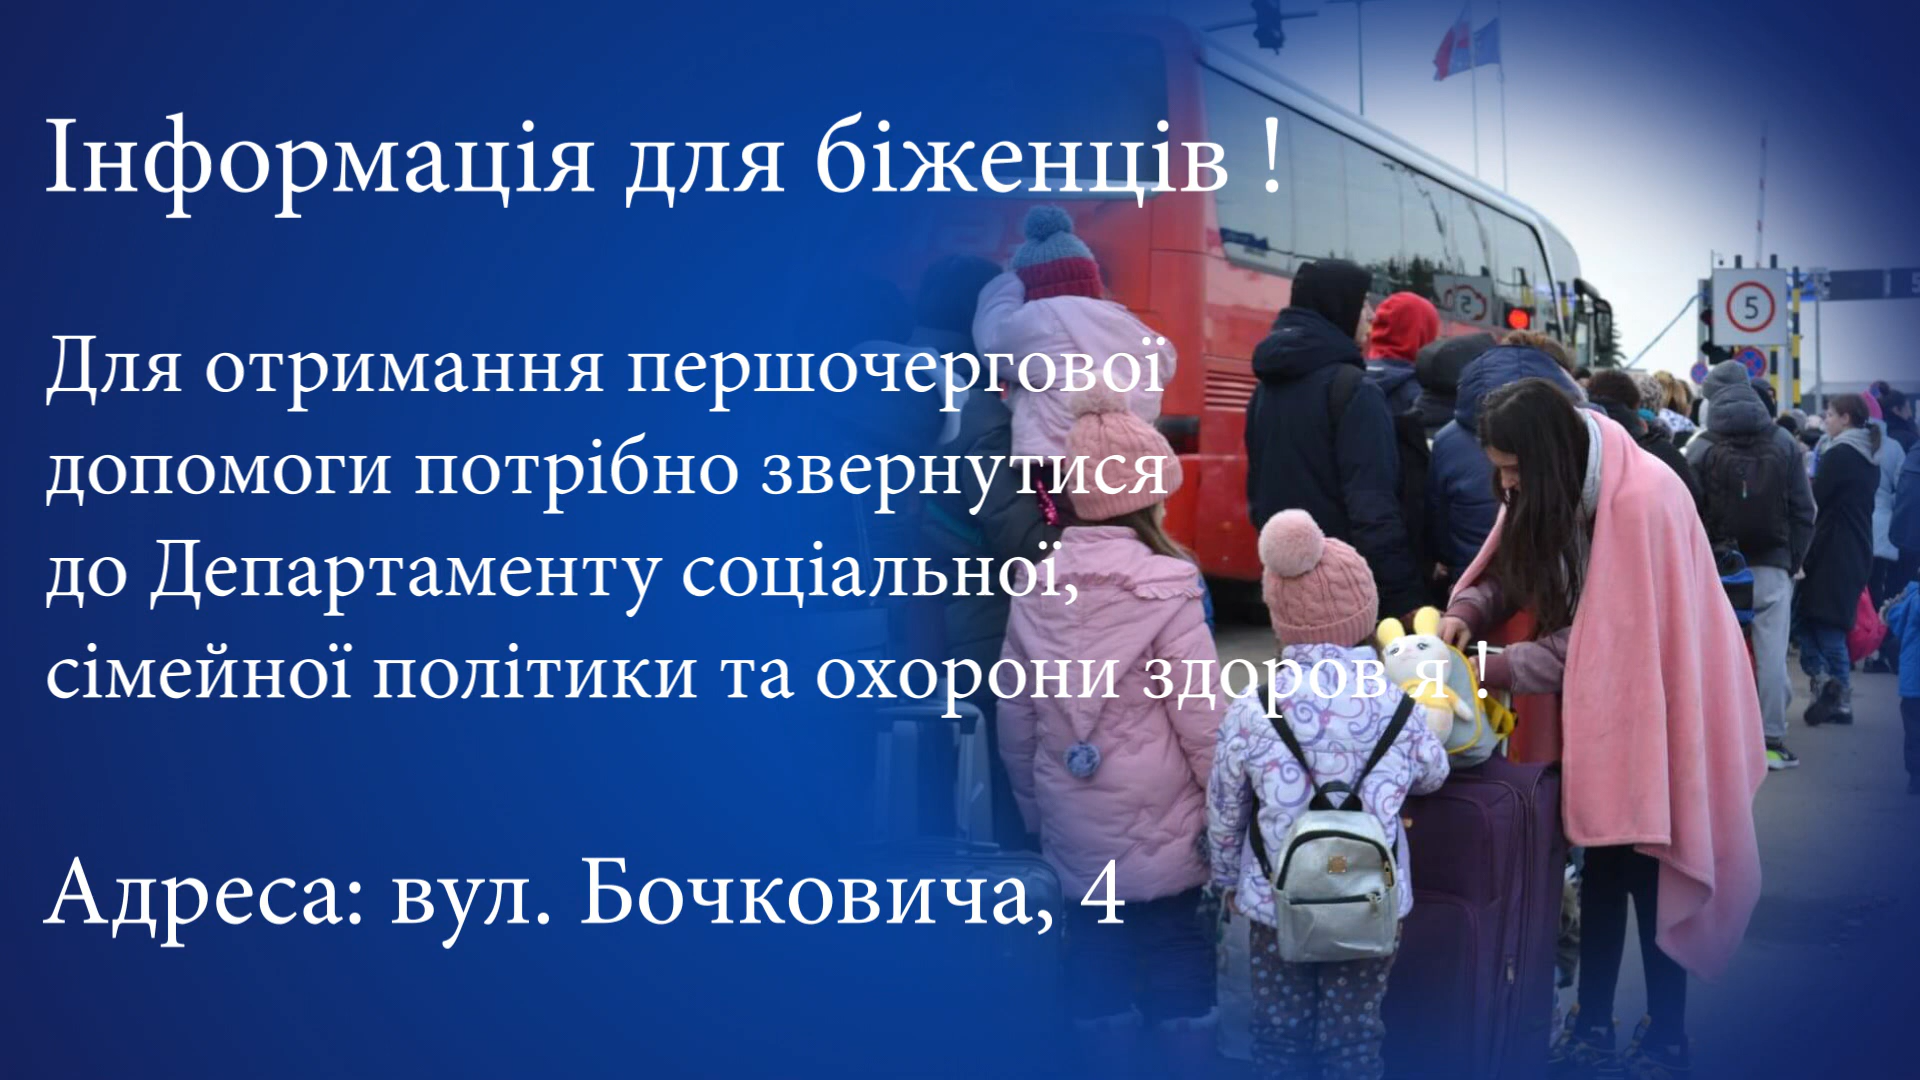 Інформація для біженців !
Для отримання першочергової
допомоги потрібно звернутися
до Департаменту соціальної,
сімейної політики та охорони здоров я !
Адреса: вул. Бочковича, 4
5